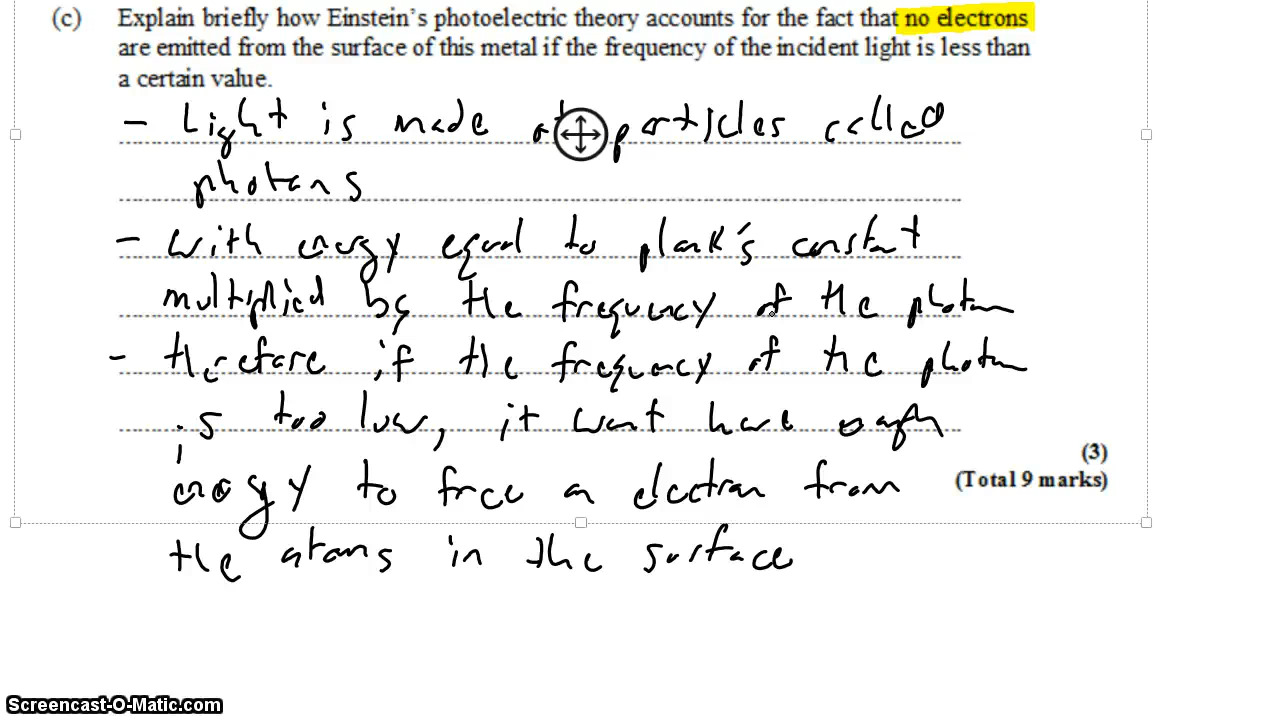 (c) Explain briefly how Einstein's photoelectric theory accounts for the fact that no electrons
are emitted from the surface of this metal if the frequency of the incident light is less than
a certain value.
- Light is made of particles called
photons
- with energy equal to plank's constant
multiplied by the frequency of the photon
- therefore if the frequency of the photon
is too low, it wont have
energy to free an electron from
the atoms in the surface
(3)
(Total 9 marks)
Screencast-O-Matic.com